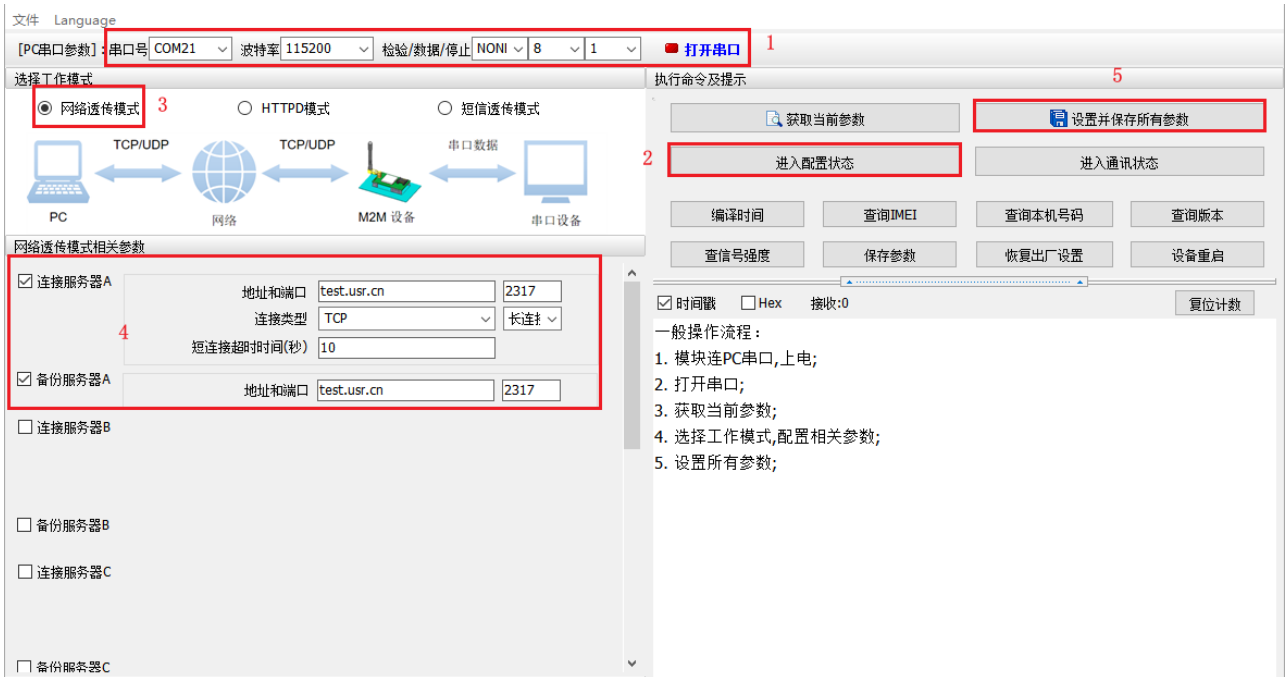 文件 Language
[PC串口参数]:串口号 COM21 波特率 115200 检验/数据/停止 NONI 8 1 打开串口 1
选择工作模式
网络透传模式 3 HTTPD模式 短信透传模式
TCP/UDP TCP/UDP 串口数据
PC 网络 M2M 设备 串口设备
网络透传模式相关参数
连接服务器A
地址和端口 test.usr.cn 2317
连接类型 TCP 长连接
4
短连接超时时间(秒) 10
备份服务器A
地址和端口 test.usr.cn 2317
连接服务器B
备份服务器B
连接服务器C
备份服务器C
执行命令及提示 5
获取当前参数 设置并保存所有参数
2 进入配置状态 进入通讯状态
编译时间 查询IMEI 查询本机号码 查询版本
查信号强度 保存参数 恢复出厂设置 设备重启
时间戳 Hex 接收:0 复位计数
一般操作流程:
1. 模块连PC串口,上电;
2. 打开串口;
3. 获取当前参数;
4. 选择工作模式,配置相关参数;
5. 设置所有参数;